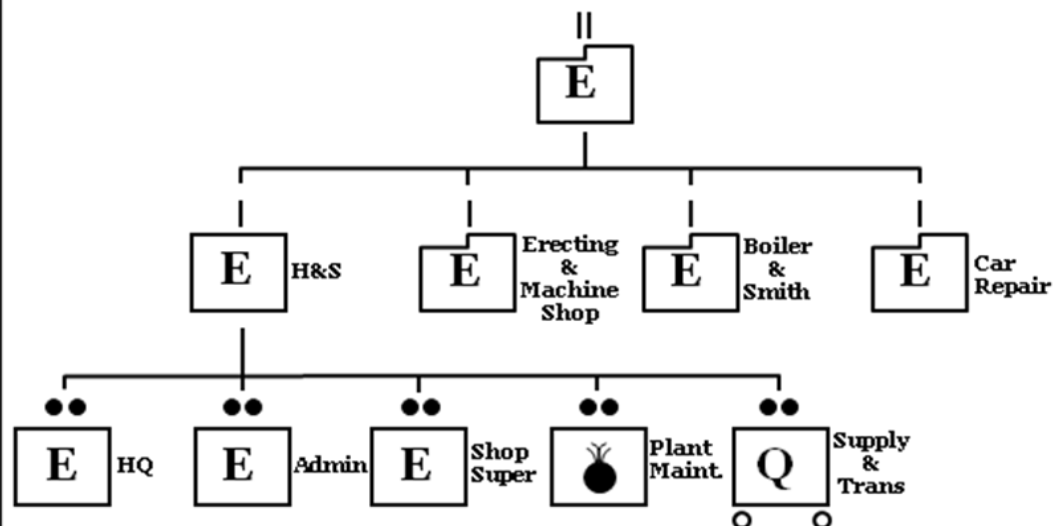 E
E
H&S
E
Erecting
&
Machine
Shop
E
Boiler
&
Smith
E
Car
Repair
E
HQ
E
Admin
E
Shop
Super
Plant
Maint.
Q
Supply
&
Trans